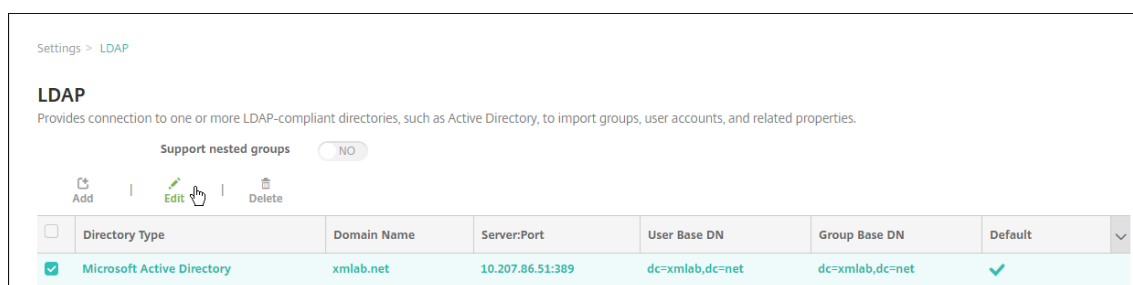 Settings > LDAP
LDAP
Provides connection to one or more LDAP-compliant directories, such as Active Directory, to import groups, user accounts, and related properties.
Support nested groups NO
Add | Edit | Delete
Directory Type Domain Name Server:Port User Base DN Group Base DN Default
Microsoft Active Directory xmlab.net 10.207.86.51:389 dc=xmlab,dc=net dc=xmlab,dc=net